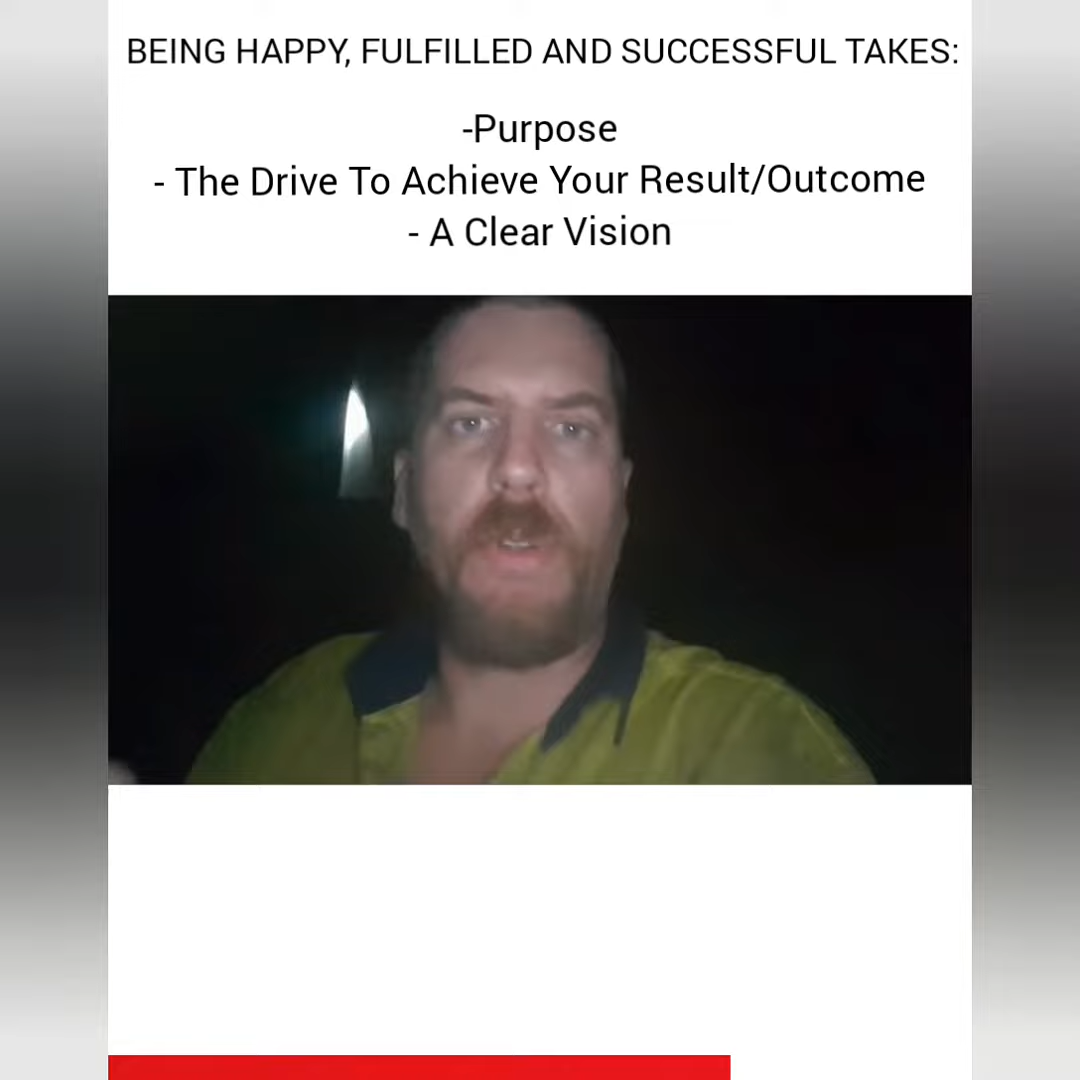 BEING HAPPY, FULFILLED AND SUCCESSFUL TAKES:
-Purpose
- The Drive To Achieve Your Result/Outcome
- A Clear Vision